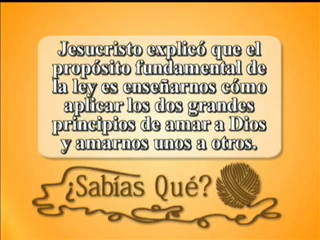 Jesucristo explicó que el
propósito fundamental de
la ley es enseñarnos cómo
aplicar los dos grandes
principios de amar a Dios
y amarnos unos a otros.
¿Sabías Qué?